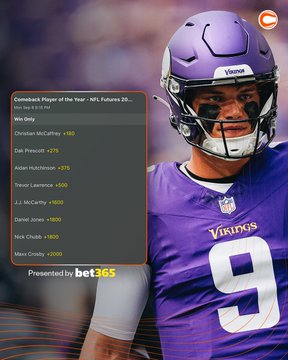 Comeback Player of the Year - NFL Futures 20...
Mon Sep 8 8:15 PM
Win Only
Christian McCaffrey +180
Dak Prescott +275
Aidan Hutchinson +375
Trevor Lawrence +500
J.J. McCarthy +1600
Daniel Jones +1800
Nick Chubb +1800
Maxx Crosby +2000
Presented by bet365
VIKINGS
NFL
VIKINGS
9